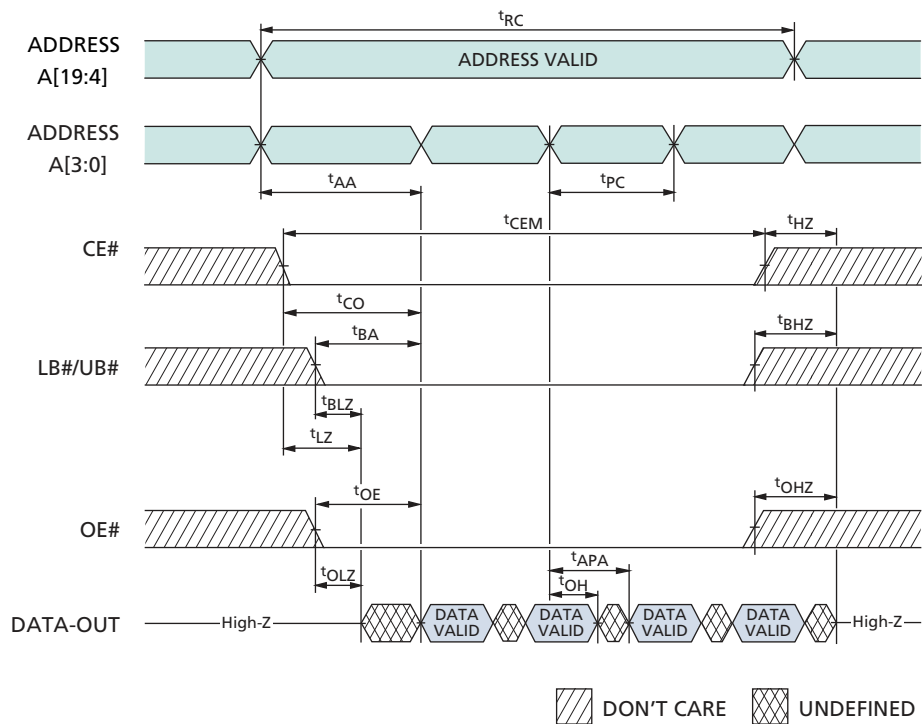 tRC
ADDRESS
A[19:4]
ADDRESS VALID
ADDRESS
A[3:0]
tAA
tPC
tCEM
tHZ
CE#
tCO
tBA
tBHZ
LB#/UB#
tBLZ
tLZ
tOE
tOHZ
OE#
tAPA
tOLZ
tOH
DATA-OUT
High-Z
DATA
VALID
DATA
VALID
DATA
VALID
DATA
VALID
High-Z
DON'T CARE
UNDEFINED